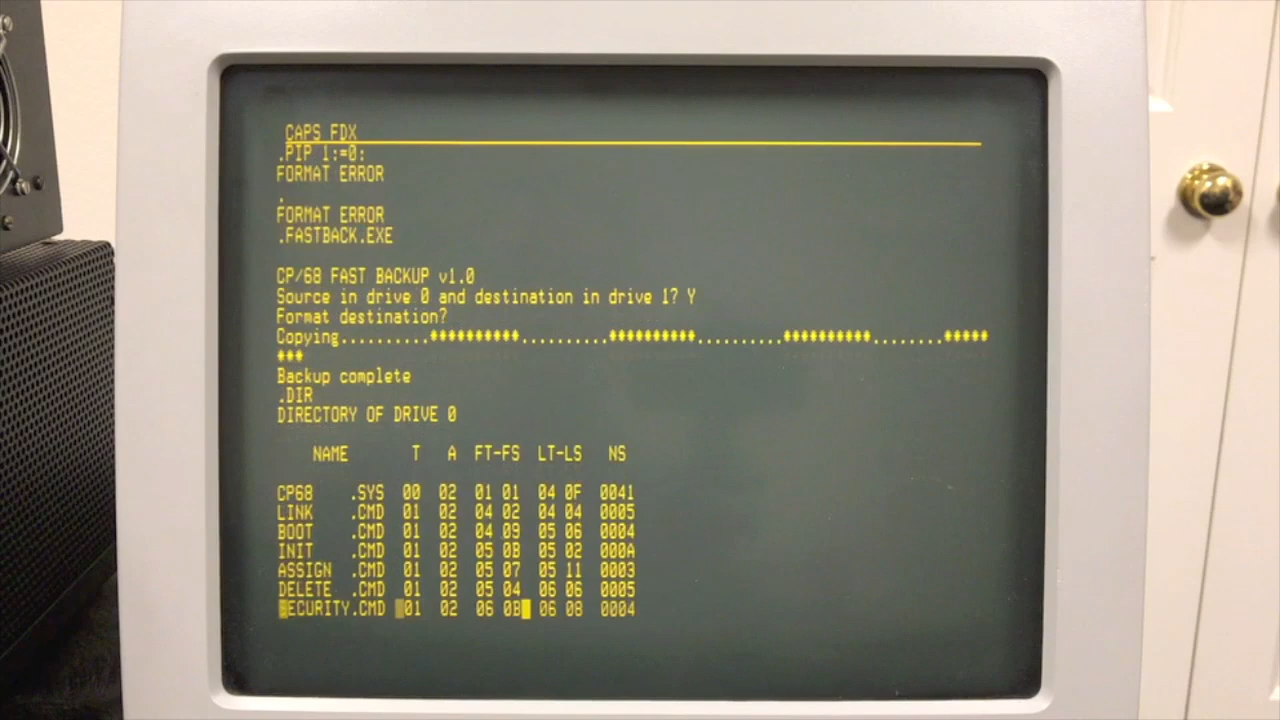 CAPS FDX
.PIP 1:=0:
FORMAT ERROR
.
FORMAT ERROR
.FASTBACK.EXE
CP/68 FAST BACKUP v1.0
Source in drive 0 and destination in drive 1? Y
Format destination?
Copying..........**********..........**********..........**********........*****
***
Backup complete
.DIR
DIRECTORY OF DRIVE 0
NAME T A FT-FS LT-LS NS
CP68 .SYS 00 02 01 01 04 0F 0041
LINK .CMD 01 02 04 02 04 04 0005
BOOT .CMD 01 02 04 09 05 06 0004
INIT .CMD 01 02 05 0B 05 02 000A
ASSIGN .CMD 01 02 05 07 05 11 0003
DELETE .CMD 01 02 05 04 06 06 0005
SECURITY.CMD 01 02 06 0B 06 08 0004